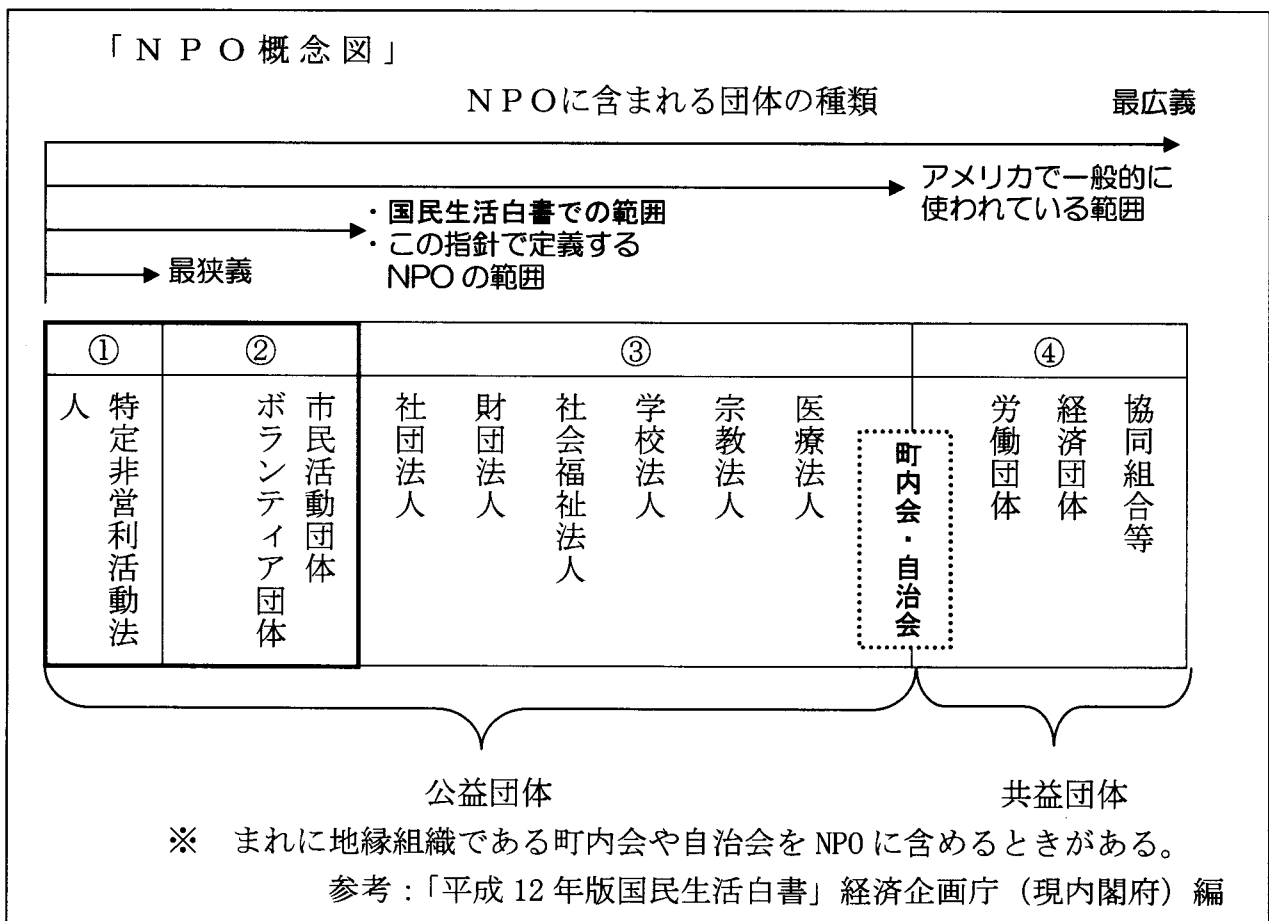 「NPO概念図」
NPOに含まれる団体の種類
最広義
アメリカで一般的に
使われている範囲
・国民生活白書での範囲
・この指針で定義する
NPOの範囲
最狭義
①
②
③
④
特定非営利活動法
人
市民活動団体
ボランティア団体
社団法人
財団法人
社会福祉法人
学校法人
宗教法人
医療法人
町内会・自治会
労働団体
経済団体
協同組合等
公益団体
共益団体
※ まれに地縁組織である町内会や自治会をNPOに含めるときがある。
参考：「平成12年版国民生活白書」経済企画庁（現内閣府）編